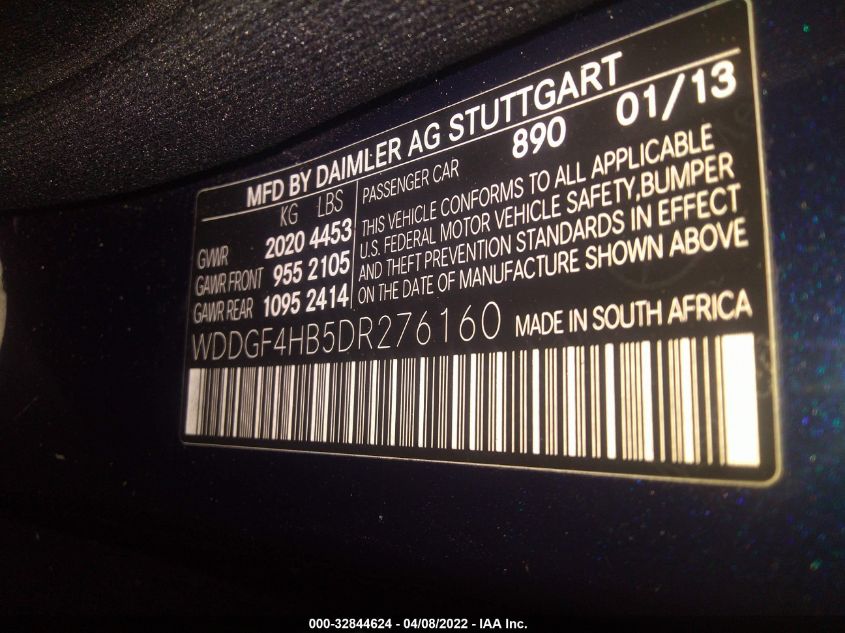 MFD BY DAIMLER AG STUTTGART
KG LBS
GVWR 2020 4453
GAWR FRONT 955 2105
GAWR REAR 1095 2414
PASSENGER CAR 890 01/13
THIS VEHICLE CONFORMS TO ALL APPLICABLE
U.S. FEDERAL MOTOR VEHICLE SAFETY, BUMPER
AND THEFT PREVENTION STANDARDS IN EFFECT
ON THE DATE OF MANUFACTURE SHOWN ABOVE
WDDGF4HB5DR276160 MADE IN SOUTH AFRICA
000-32844624 - 04/08/2022 - IAA Inc.